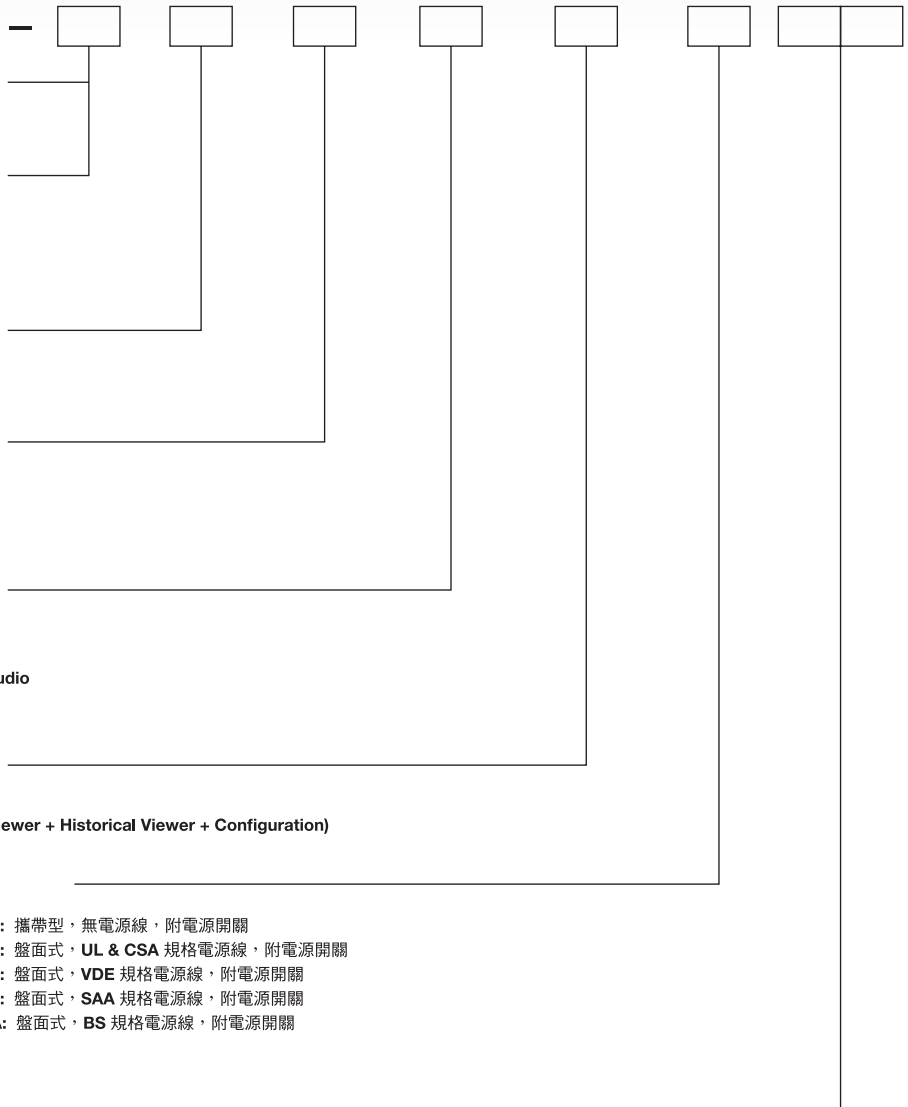 —
udio
ewer + Historical Viewer + Configuration)
: 攜帶型,無電源線,附電源開關
: 盤面式,UL & CSA 規格電源線,附電源開關
: 盤面式,VDE 規格電源線,附電源開關
: 盤面式,SAA 規格電源線,附電源開關
A: 盤面式,BS 規格電源線,附電源開關